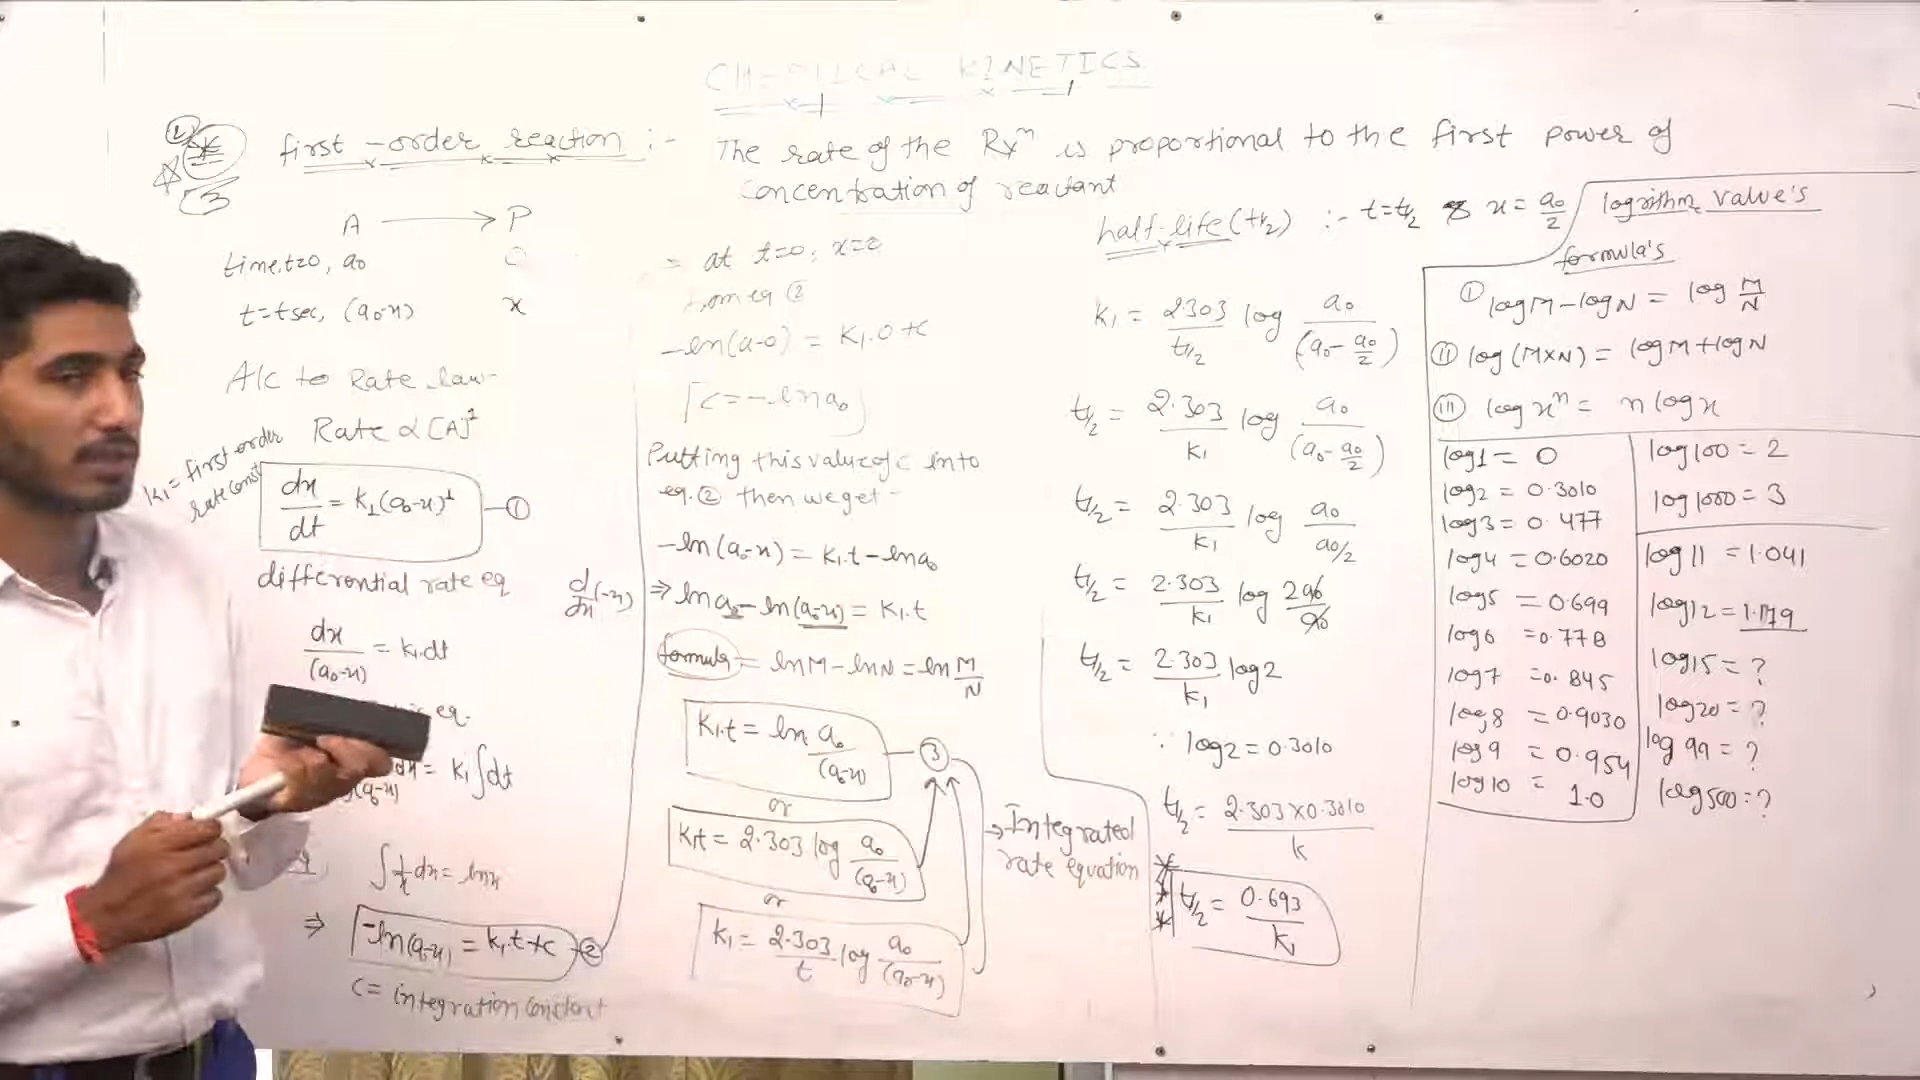 CHEMICAL KINETICS
first-order reaction :- The rate of the Rxⁿ is proportional to the first power of
concentration of reactant
A ⟶ P
time, t=0, a₀ 0
t=t sec, (a₀-x) x
A/C to Rate law-
Rate ∝ [A]¹
K₁ = first order
rate const
dx/dt = K₁(a₀-x)¹ —①
differential rate eq
d/dx(-x)
dx/(a₀-x) = K₁dt
eq.
dx/(a₀-x) = K₁∫dt
∫1/x dx = lnx
⇒ -ln(a₀-x) = K₁t+c —②
c = integration constant
= at t=0, x=0
from eq ②
-ln(a-0) = K₁.0+c
c = -lna₀
Putting this value of c into
eq. ② then we get -
-ln(a₀-x) = K₁.t - lna₀
⇒ lna₀ - ln(a₀-x) = K₁.t
formula = lnM - lnN = ln M/N
K₁.t = ln a₀/(a₀-x) —③
or
K₁t = 2.303 log a₀/(a₀-x)
or
K₁ = 2.303/t log a₀/(a₀-x)
→ Integrated
rate equation
half-life (t1/2) :- t=t1/2 & x = a₀/2
K₁ = 2.303/t1/2 log a₀/(a₀ - a₀/2)
t1/2 = 2.303/K₁ log a₀/(a₀ - a₀/2)
t1/2 = 2.303/K₁ log a₀/a₀/2
t1/2 = 2.303/K₁ log 2a₀/a₀
t1/2 = 2.303/K₁ log2
∵ log2 = 0.3010
t1/2 = 2.303×0.3010/K
t1/2 = 0.693/K₁
logrithm value's
formula's
① logM - logN = log M/N
② log(M×N) = logM + logN
③ log xⁿ = n log x
log1 = 0
log2 = 0.3010
log3 = 0.477
log4 = 0.6020
log5 = 0.699
log6 = 0.778
log7 = 0.845
log8 = 0.9030
log9 = 0.954
log10 = 1.0
log100 = 2
log1000 = 3
log11 = 1.041
log12 = 1.179
log15 = ?
log20 = ?
log99 = ?
log500 = ?